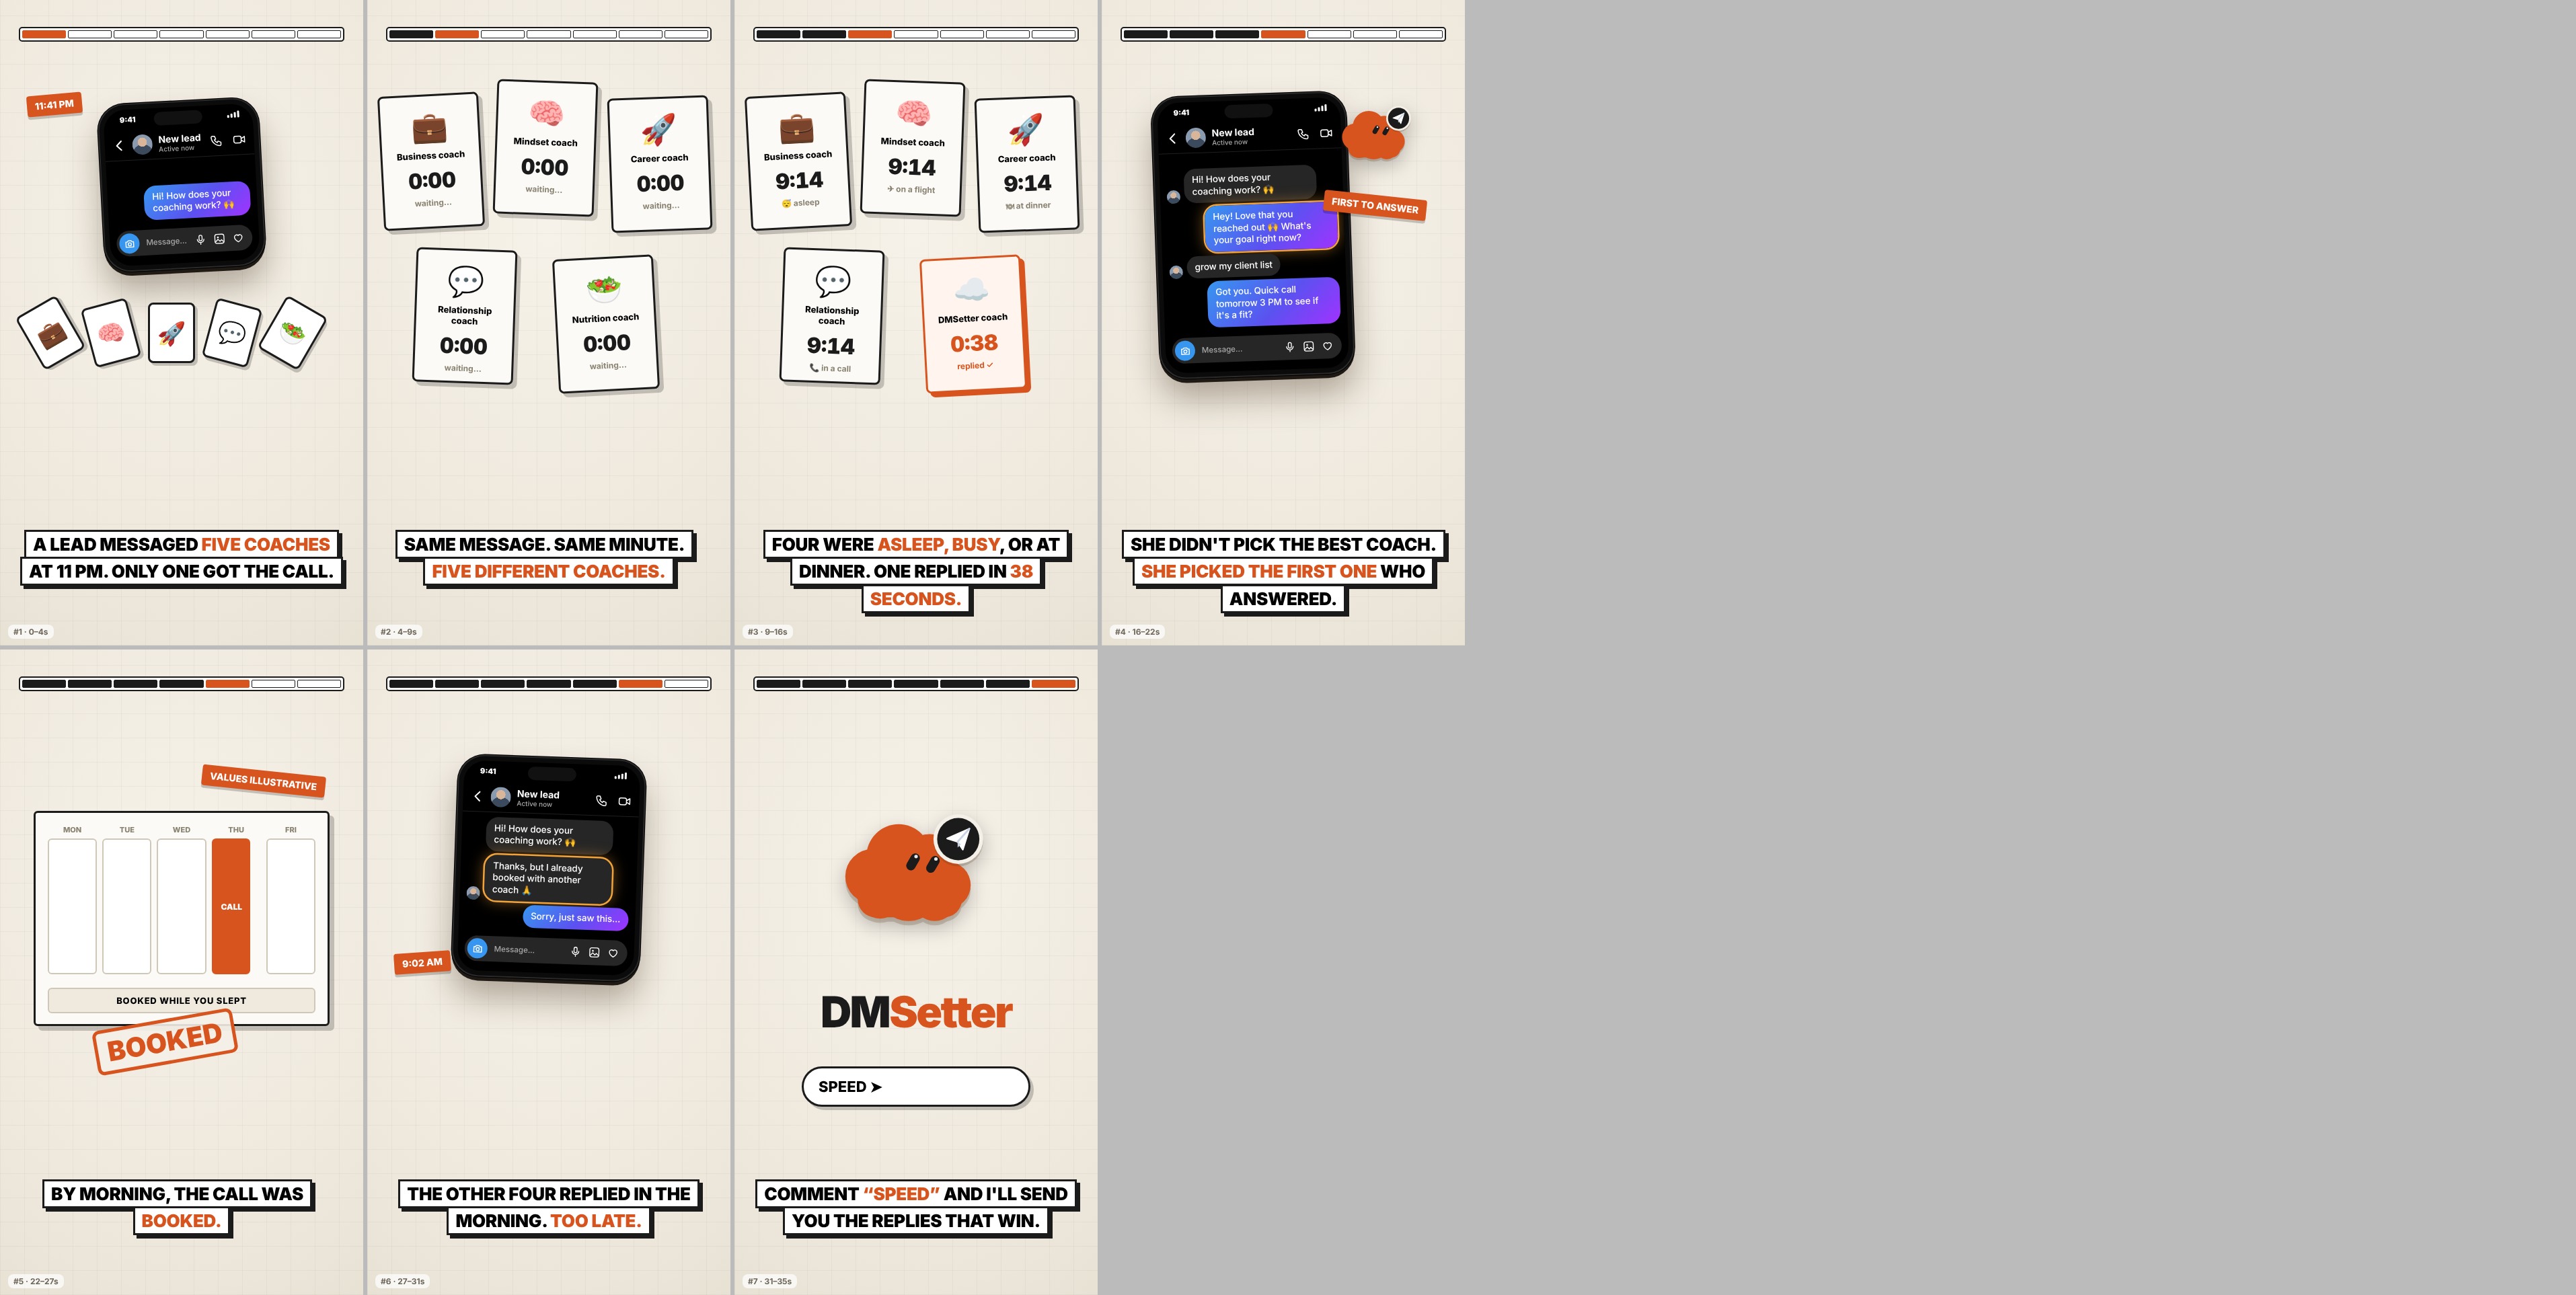 11:41 PM
9:41
New lead
Active now
Hi! How does your
coaching work? 🙌
Message...
A LEAD MESSAGED FIVE COACHES
AT 11 PM. ONLY ONE GOT THE CALL.
#1 · 0–4s
Business coach
0:00
waiting...
Mindset coach
0:00
waiting...
Career coach
0:00
waiting...
Relationship
coach
0:00
waiting...
Nutrition coach
0:00
waiting...
SAME MESSAGE. SAME MINUTE.
FIVE DIFFERENT COACHES.
#2 · 4–9s
Business coach
9:14
😴 asleep
Mindset coach
9:14
✈ on a flight
Career coach
9:14
🍽 at dinner
Relationship
coach
9:14
📞 in a call
DMSetter coach
0:38
replied ✓
FOUR WERE ASLEEP, BUSY, OR AT
DINNER. ONE REPLIED IN 38
SECONDS.
#3 · 9–16s
9:41
New lead
Active now
Hi! How does your
coaching work? 🙌
FIRST TO ANSWER
Hey! Love that you
reached out 🙌 What's
your goal right now?
grow my client list
Got you. Quick call
tomorrow 3 PM to see if
it's a fit?
Message...
SHE DIDN'T PICK THE BEST COACH.
SHE PICKED THE FIRST ONE WHO
ANSWERED.
#4 · 16–22s
VALUES ILLUSTRATIVE
MON TUE WED THU FRI
CALL
BOOKED WHILE YOU SLEPT
BOOKED
BY MORNING, THE CALL WAS
BOOKED.
#5 · 22–27s
9:41
New lead
Active now
Hi! How does your
coaching work? 🙌
Thanks, but I already
booked with another
coach 🙏
Sorry, just saw this...
Message...
9:02 AM
THE OTHER FOUR REPLIED IN THE
MORNING. TOO LATE.
#6 · 27–31s
DMSetter
SPEED ➤
COMMENT “SPEED” AND I'LL SEND
YOU THE REPLIES THAT WIN.
#7 · 31–35s